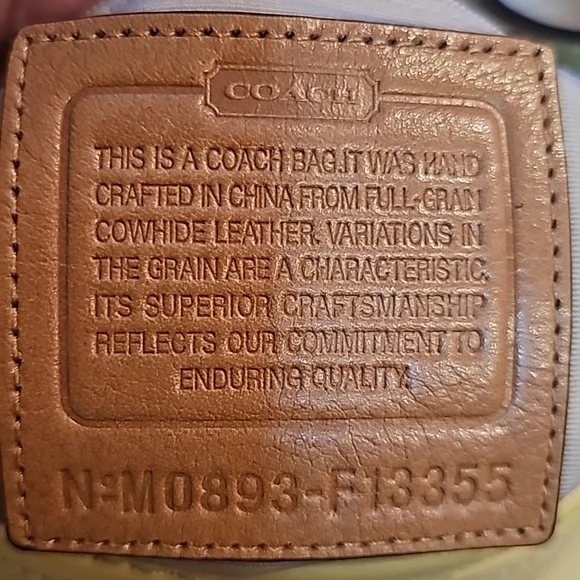 COACH
THIS IS A COACH BAG.IT WAS HAND
CRAFTED IN CHINA FROM FULL-GRAIN
COWHIDE LEATHER. VARIATIONS IN
THE GRAIN ARE A CHARACTERISTIC.
ITS SUPERIOR CRAFTSMANSHIP
REFLECTS OUR COMMITMENT TO
ENDURING QUALITY.
Nº M0893-F13355